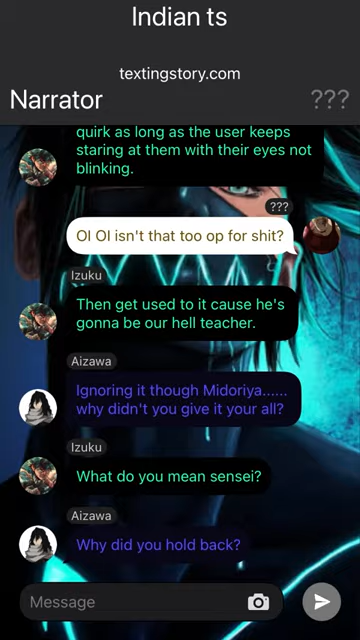 Indian ts
textingstory.com
Narrator
???
quirk as long as the user keeps
staring at them with their eyes not
blinking.
???
OI OI isn't that too op for shit?
Izuku
Then get used to it cause he's
gonna be our hell teacher.
Aizawa
Ignoring it though Midoriya......
why didn't you give it your all?
Izuku
What do you mean sensei?
Aizawa
Why did you hold back?
Message